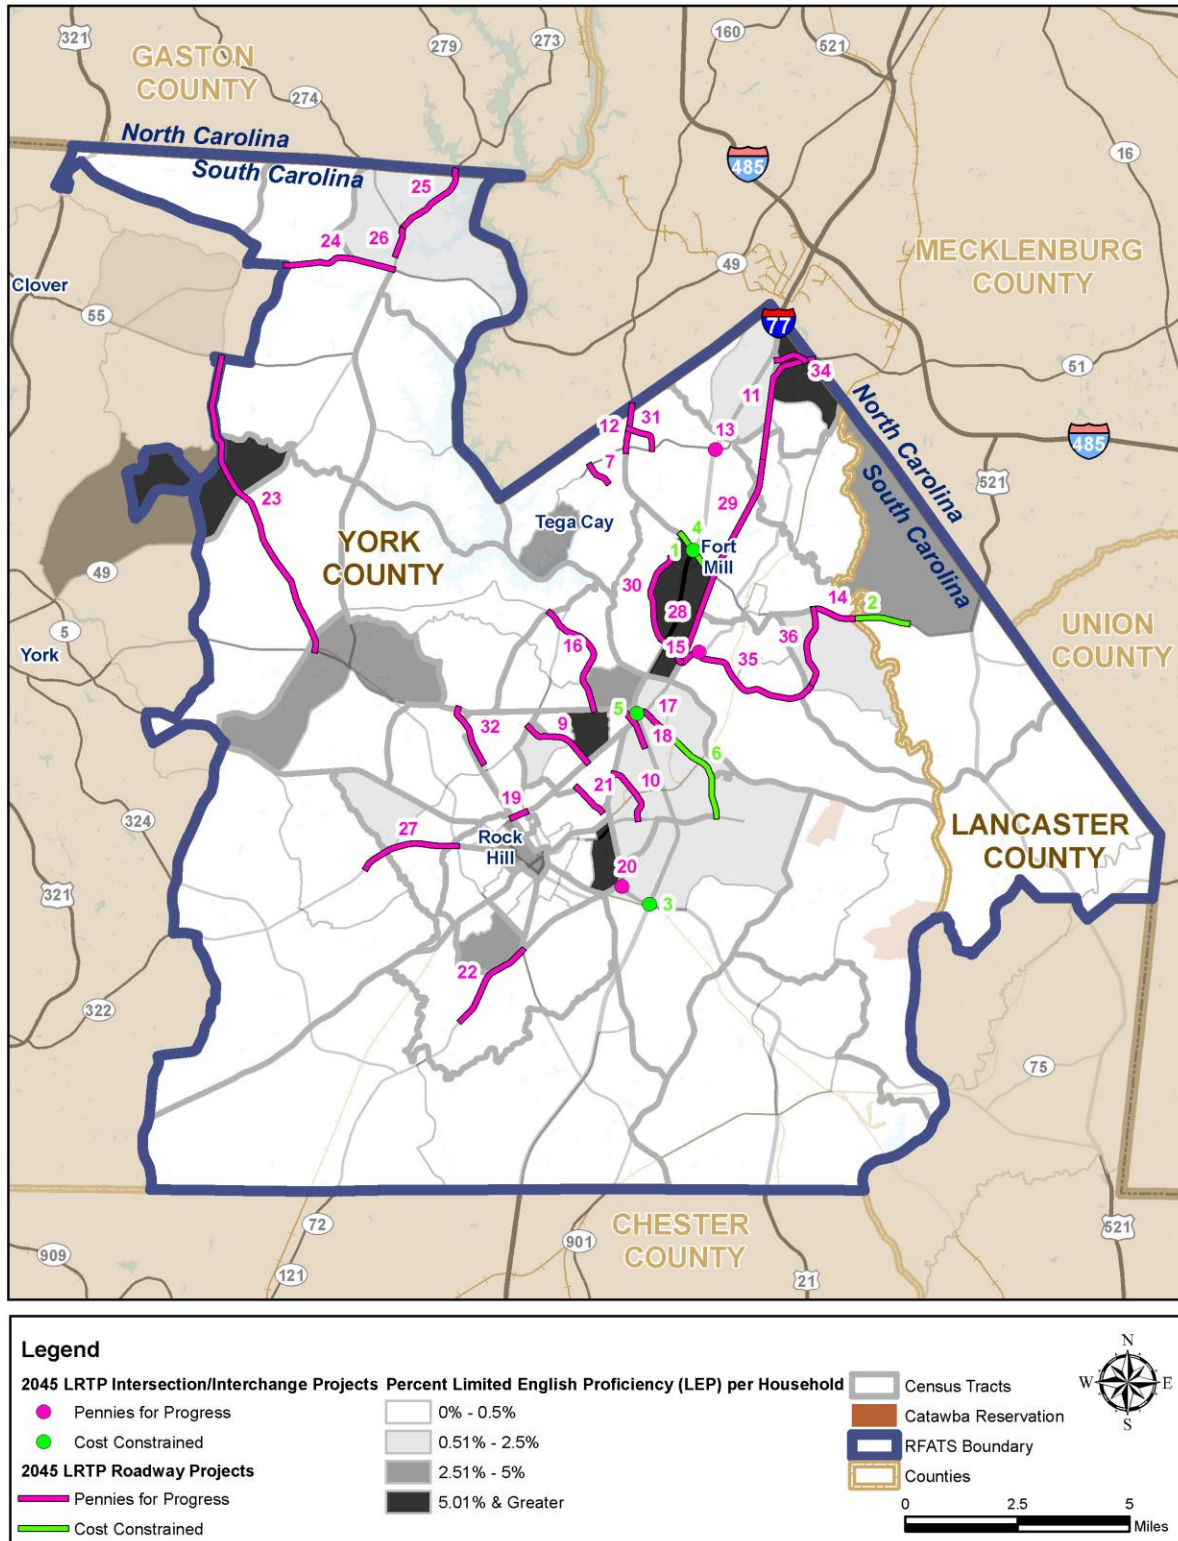 321
279
273
160
521
GASTON
COUNTY
274
North Carolina
South Carolina
485
16
25
24
26
MECKLENBURG
COUNTY
49
Clover
55
77
51
11
34
12
31
13
7
North Carolina
South Carolina
485
521
23
29
Tega Cay
4
1
Fort
Mill
YORK
COUNTY
49
30
28
14
2
5
York
16
15
35
36
UNION
COUNTY
32
9
5
17
18
6
21
10
19
324
27
Rock
Hill
LANCASTER
COUNTY
321
20
3
22
322
75
CHESTER
COUNTY
72
901
521
909
121
21
Legend
2045 LRTP Intersection/Interchange Projects
Pennies for Progress
Cost Constrained
2045 LRTP Roadway Projects
Pennies for Progress
Cost Constrained
Percent Limited English Proficiency (LEP) per Household
0% - 0.5%
0.51% - 2.5%
2.51% - 5%
5.01% & Greater
Census Tracts
Catawba Reservation
RFATS Boundary
Counties
N
W
E
S
0 2.5 5
Miles